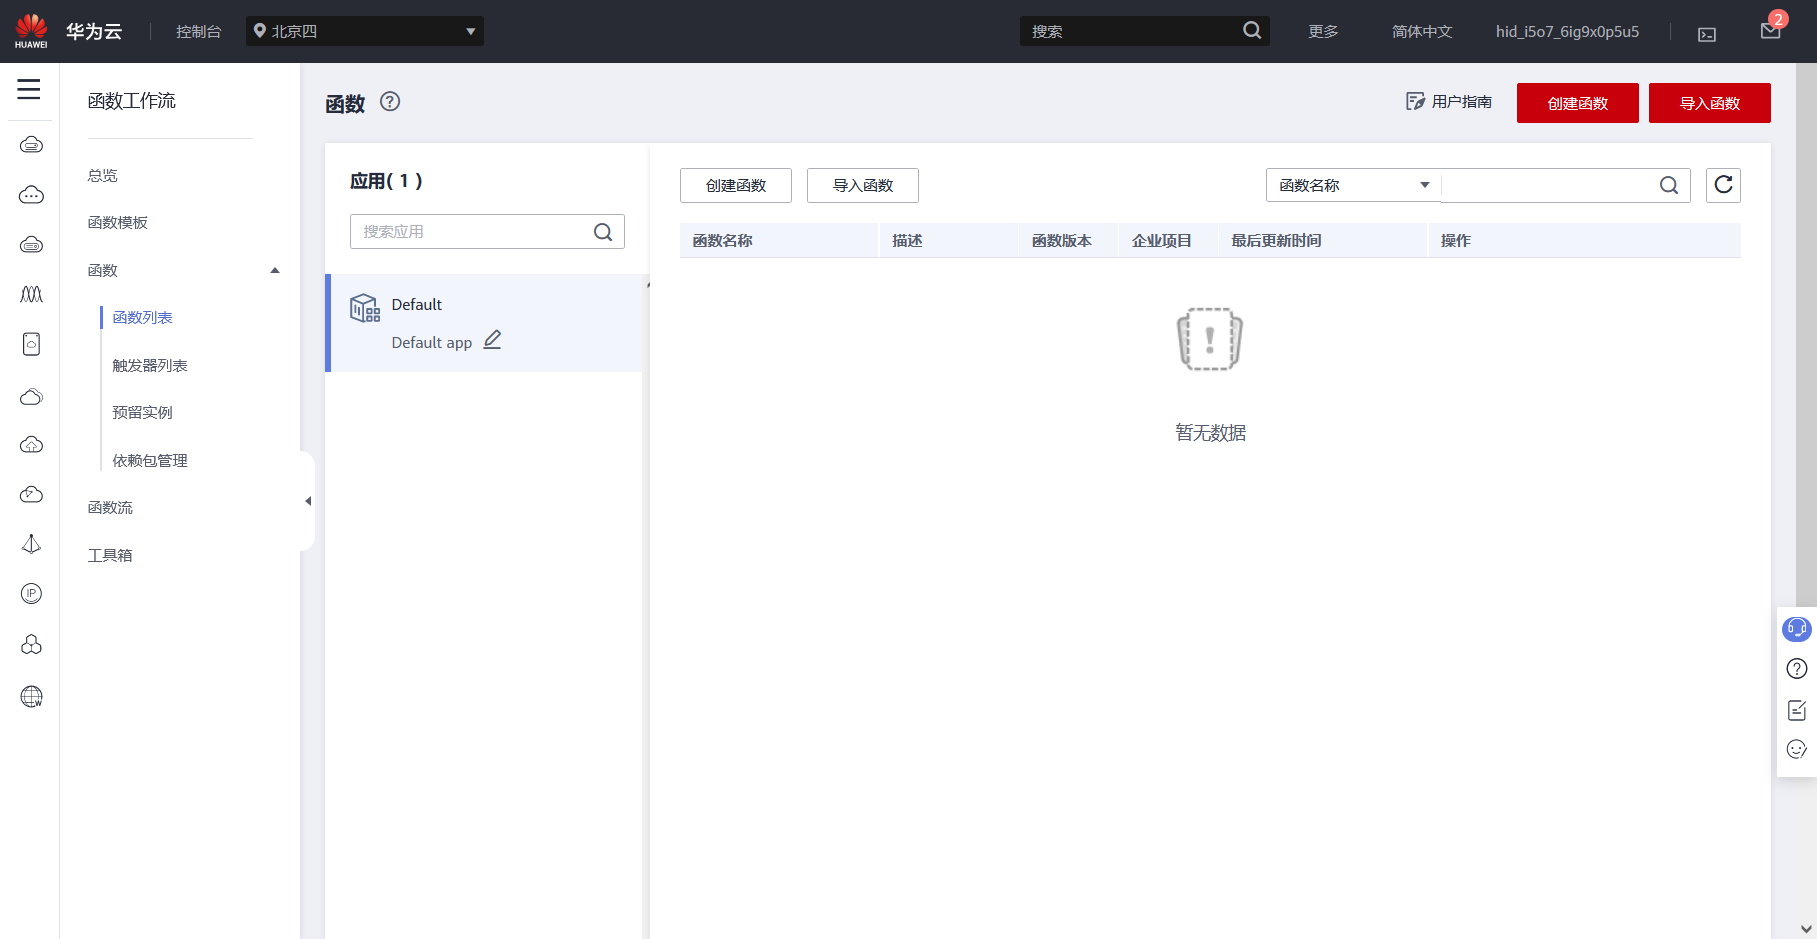 HUAWEI
华为云
控制台
北京四
搜索
更多
简体中文
hid_i5o7_6ig9x0p5u5
2
函数工作流
总览
函数模板
函数
函数列表
触发器列表
预留实例
依赖包管理
函数流
工具箱
IP
W
函数
用户指南
创建函数
导入函数
应用( 1 )
搜索应用
Default
Default app
创建函数
导入函数
函数名称
函数名称
描述
函数版本
企业项目
最后更新时间
操作
暂无数据